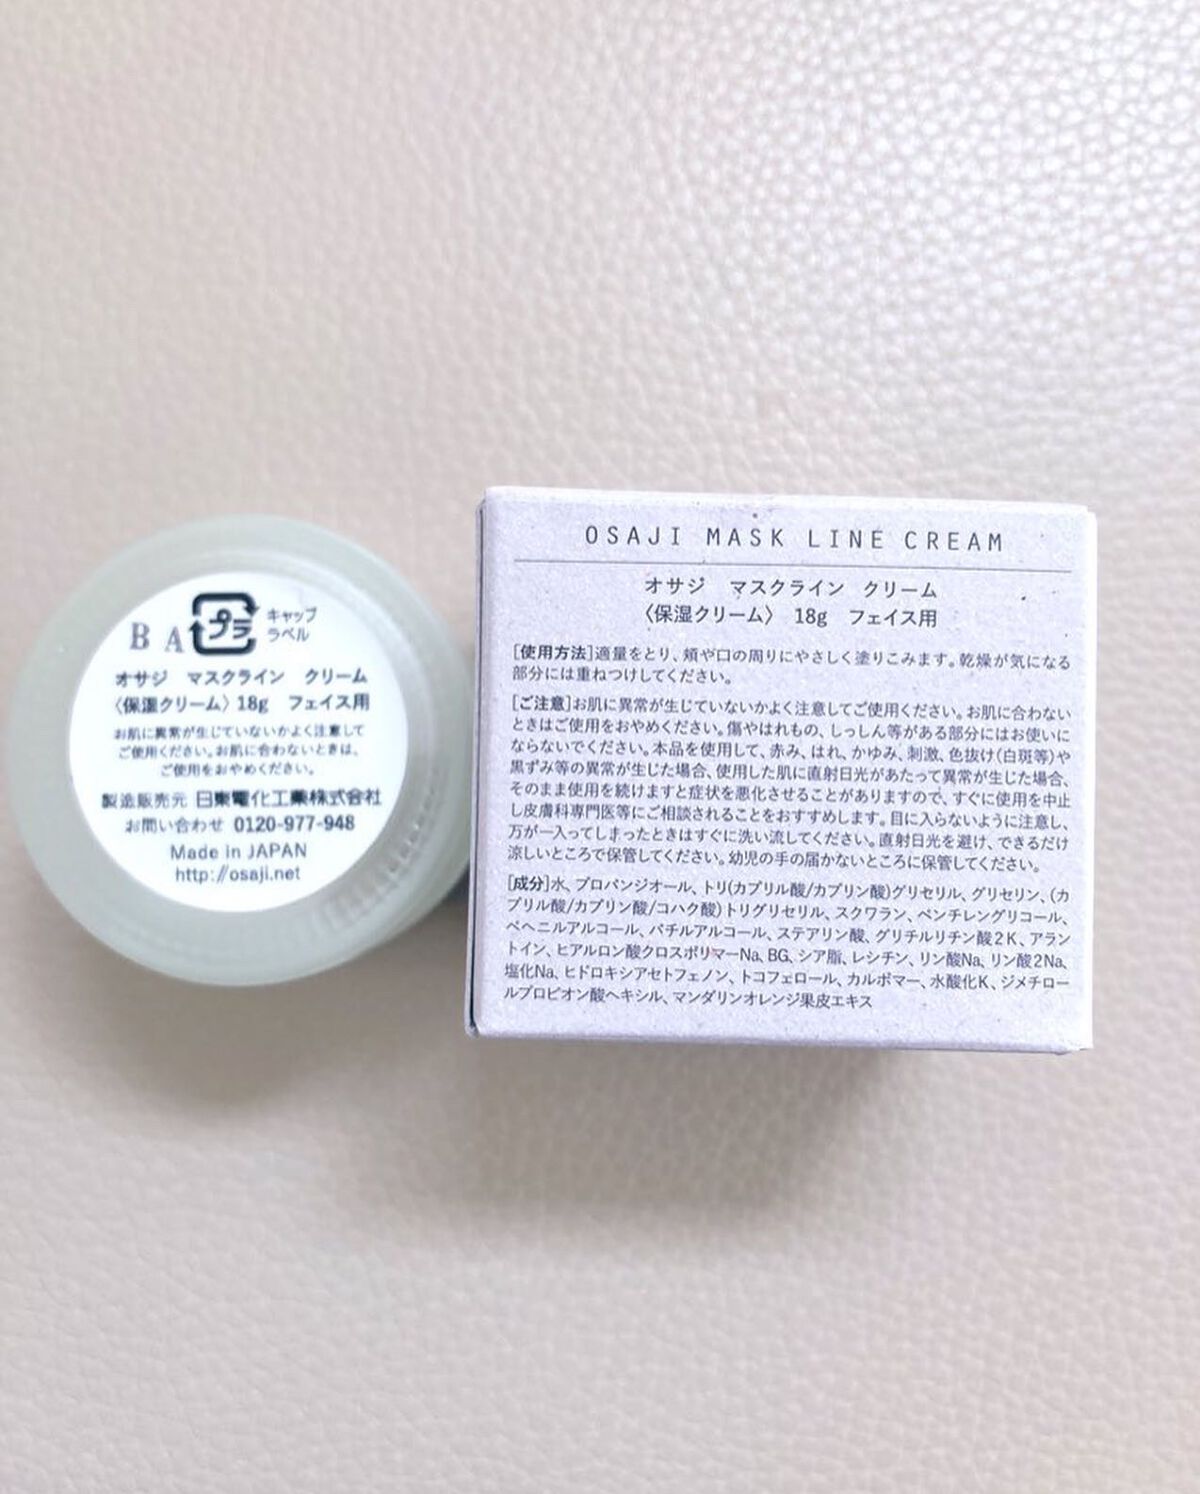 B A
プラ
キャップ
ラベル
オサジ マスクライン クリーム
〈保湿クリーム〉18g フェイス用
お肌に異常が生じていないかよく注意して
ご使用ください。お肌に合わないときは、
ご使用をおやめください。
製造販売元 日東電化工業株式会社
お問い合わせ 0120-977-948
Made in JAPAN
http://osaji.net
OSAJI MASK LINE CREAM
オサジ マスクライン クリーム
〈保湿クリーム〉 18g フェイス用
[使用方法]適量をとり、頬や口の周りにやさしく塗りこみます。乾燥が気になる
部分には重ねつけしてください。
[ご注意]お肌に異常が生じていないかよく注意してご使用ください。お肌に合わない
ときはご使用をおやめください。傷やはれもの、しっしん等がある部分にはお使いに
ならないでください。本品を使用して、赤み、はれ、かゆみ、刺激、色抜け(白斑等)や
黒ずみ等の異常が生じた場合、使用した肌に直射日光があたって異常が生じた場合、
そのまま使用を続けますと症状を悪化させることがありますので、すぐに使用を中止
し皮膚科専門医等にご相談されることをおすすめします。目に入らないように注意し、
万が一入ってしまったときはすぐに洗い流してください。直射日光を避け、できるだけ
涼しいところで保管してください。幼児の手の届かないところに保管してください。
[成分]水、プロパンジオール、トリ(カプリル酸/カプリン酸)グリセリル、グリセリン、(カ
プリル酸/カプリン酸/コハク酸)トリグリセリル、スクワラン、ペンチレングリコール、
ベヘニルアルコール、バチルアルコール、ステアリン酸、グリチルリチン酸2K、アラン
トイン、ヒアルロン酸クロスポリマーNa、BG、シア脂、レシチン、リン酸Na、リン酸2Na、
塩化Na、ヒドロキシアセトフェノン、トコフェロール、カルボマー、水酸化K、ジメチロー
ルプロピオン酸ヘキシル、マンダリンオレンジ果皮エキス